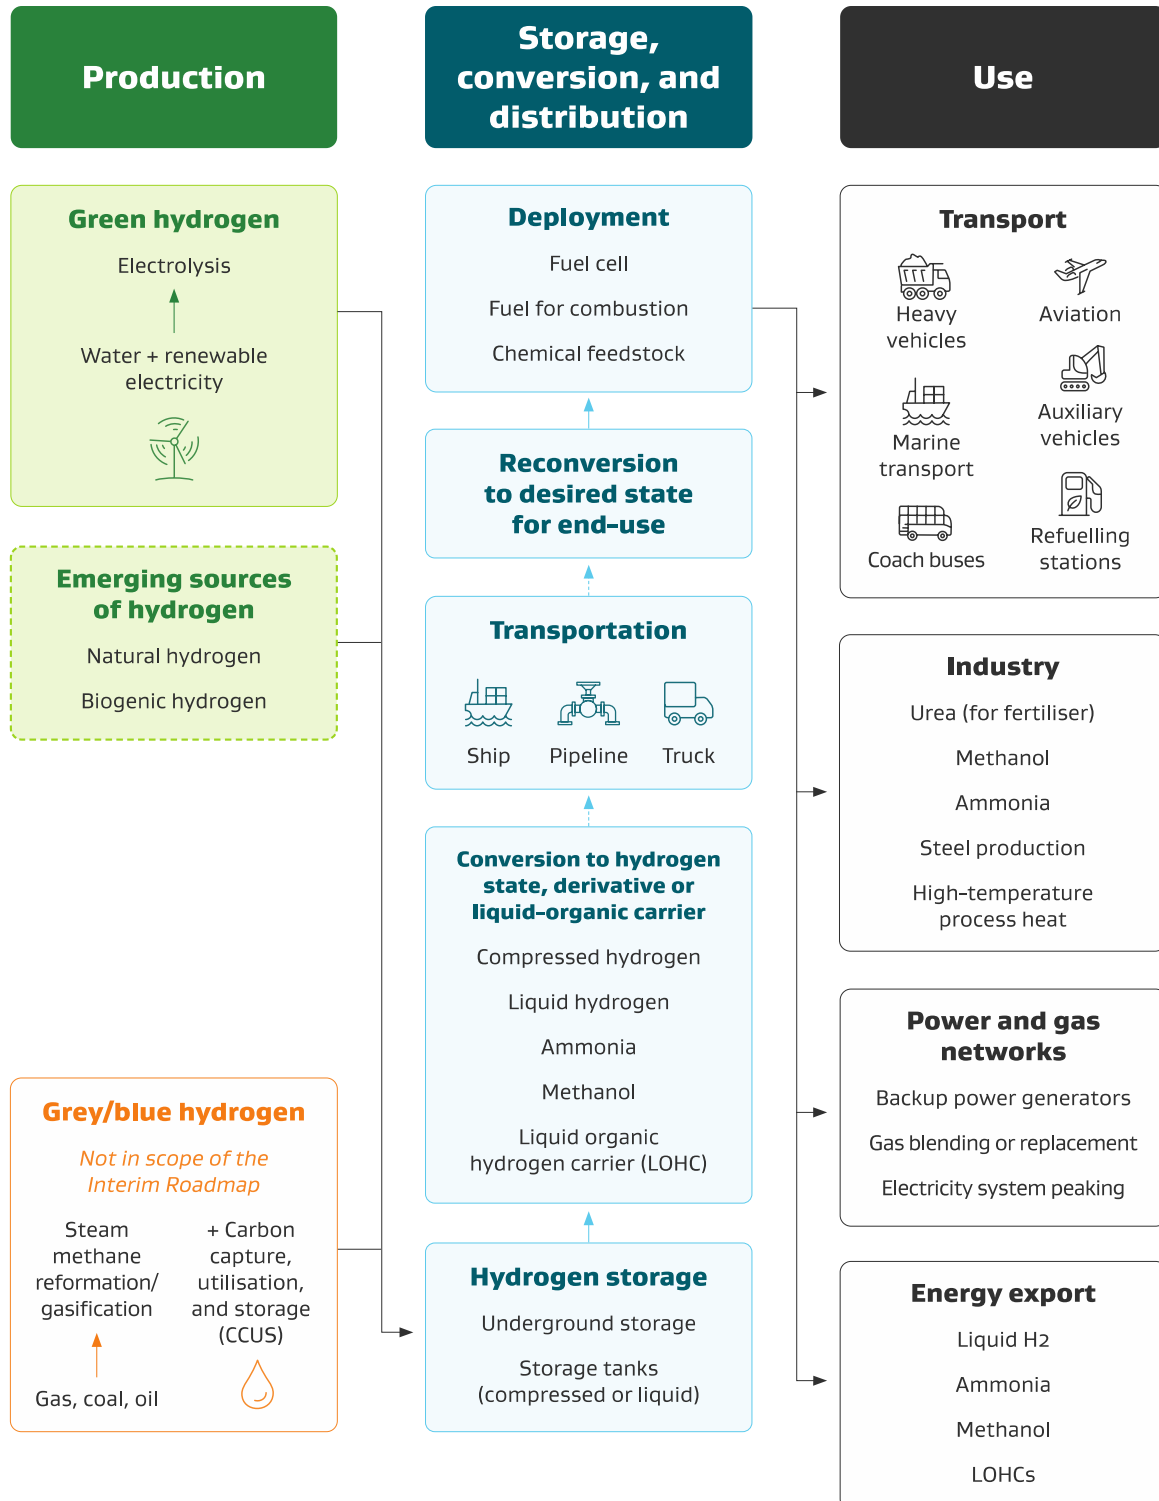 Production
Green hydrogen
Electrolysis
Water + renewable
electricity
Emerging sources
of hydrogen
Natural hydrogen
Biogenic hydrogen
Grey/blue hydrogen
Not in scope of the
Interim Roadmap
Steam
methane
reformation/
gasification
Gas, coal, oil
+ Carbon
capture,
utilisation,
and storage
(CCUS)
Storage,
conversion, and
distribution
Deployment
Fuel cell
Fuel for combustion
Chemical feedstock
Reconversion
to desired state
for end-use
Transportation
Ship
Pipeline
Truck
Conversion to hydrogen
state, derivative or
liquid-organic carrier
Compressed hydrogen
Liquid hydrogen
Ammonia
Methanol
Liquid organic
hydrogen carrier (LOHC)
Hydrogen storage
Underground storage
Storage tanks
(compressed or liquid)
Use
Transport
Heavy
vehicles
Aviation
Marine
transport
Auxiliary
vehicles
Coach buses
Refuelling
stations
Industry
Urea (for fertiliser)
Methanol
Ammonia
Steel production
High-temperature
process heat
Power and gas
networks
Backup power generators
Gas blending or replacement
Electricity system peaking
Energy export
Liquid H2
Ammonia
Methanol
LOHCs